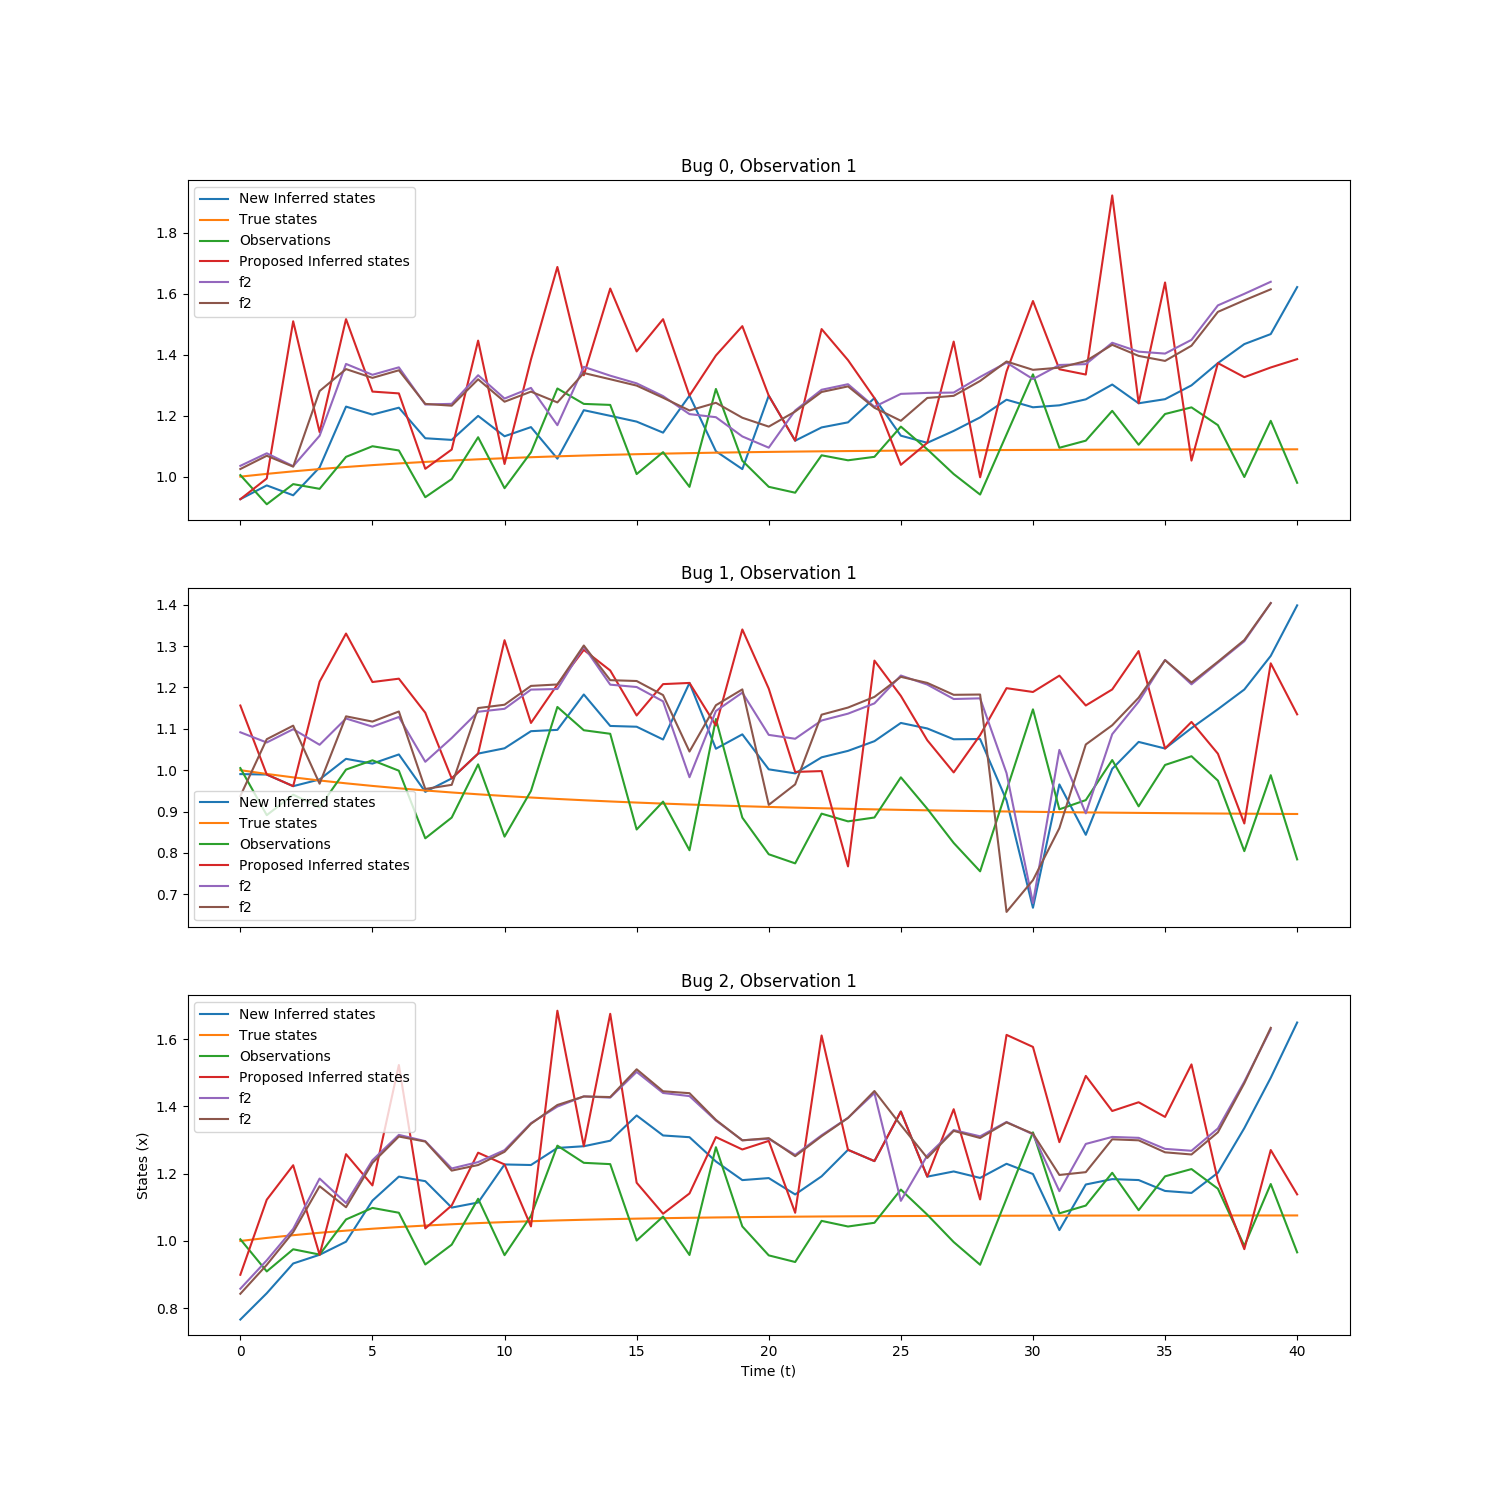 Bug 0, Observation 1
New Inferred states
True states
Observations
Proposed Inferred states
f2
f2
1.8
1.6
1.4
1.2
1.0
Bug 1, Observation 1
1.4
1.3
1.2
1.1
1.0
0.9
0.8
0.7
New Inferred states
True states
Observations
Proposed Inferred states
f2
f2
Bug 2, Observation 1
New Inferred states
True states
Observations
Proposed Inferred states
f2
f2
1.6
1.4
1.2
1.0
0.8
States (x)
0 5 10 15 20 25 30 35 40
Time (t)